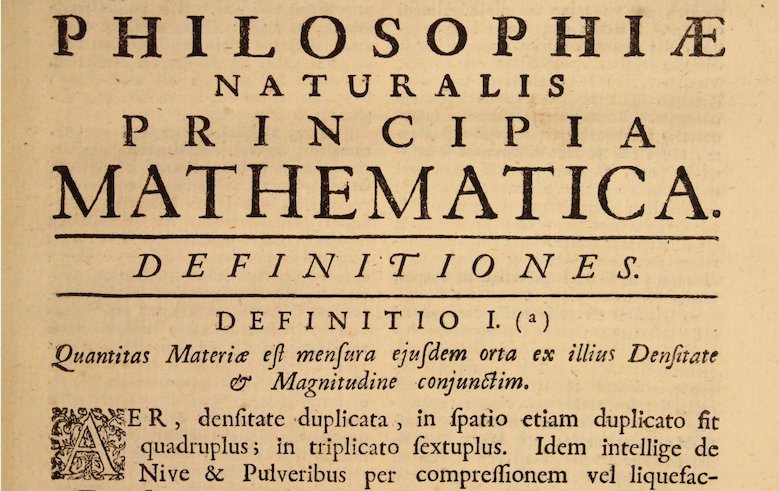 PHILOSOPHIÆ
NATURALIS
PRINCIPIA
MATHEMATICA.
DEFINITIONES.
DEFINITIO I. (a)
Quantitas Materiæ eſt menſura ejuſdem orta ex illius Denſitate
& Magnitudine conjunctim.
AER, denſitate duplicata, in ſpatio etiam duplicato fit
quadruplus; in triplicato ſextuplus. Idem intellige de
Nive & Pulveribus per compreſſionem vel liquefac-